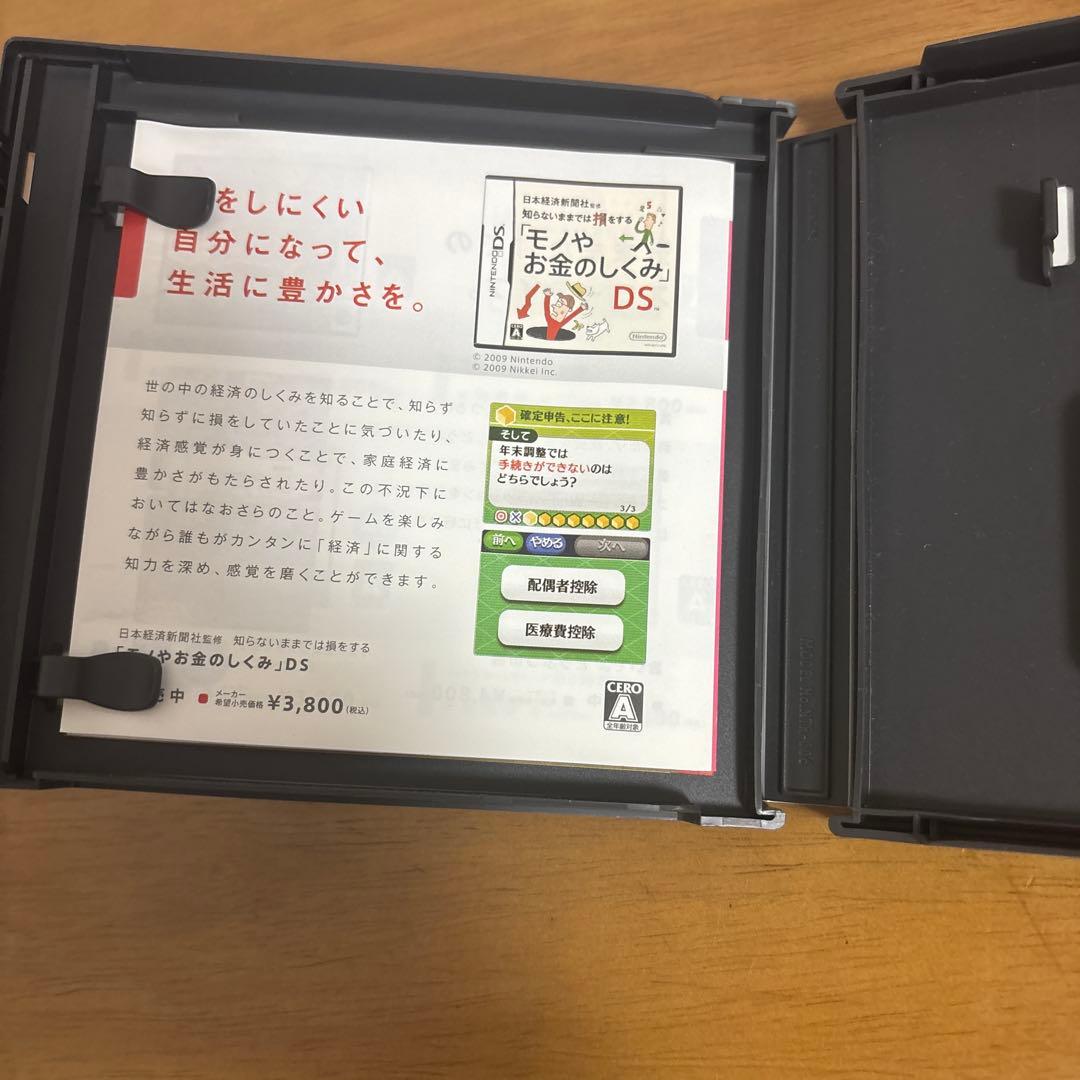 をしにくい
自分になって、
生活に豊かさを。
NINTENDO DS
日本経済新聞社監修
知らないままでは損をする
「モノや
お金のしくみ」
DS
CERO
A
Nintendo
© 2009 Nintendo
© 2009 Nikkei Inc.
世の中の経済のしくみを知ることで、知らず
知らずに損をしていたことに気づいたり、
経済感覚が身につくことで、家庭経済に
豊かさがもたらされたり。この不況下に
おいてはなおさらのこと。ゲームを楽しみ
ながら誰もがカンタンに「経済」に関する
知力を深め、感覚を磨くことができます。
確定申告、ここに注意!
そして
年末調整では
手続きができないのは
どちらでしょう?
3/3
前へ やめる 次へ
配偶者控除
医療費控除
日本経済新聞社監修 知らないままでは損をする
「モノやお金のしくみ」DS
売中 メーカー希望小売価格 ¥3,800(税込)
CERO
A
全年齢対象